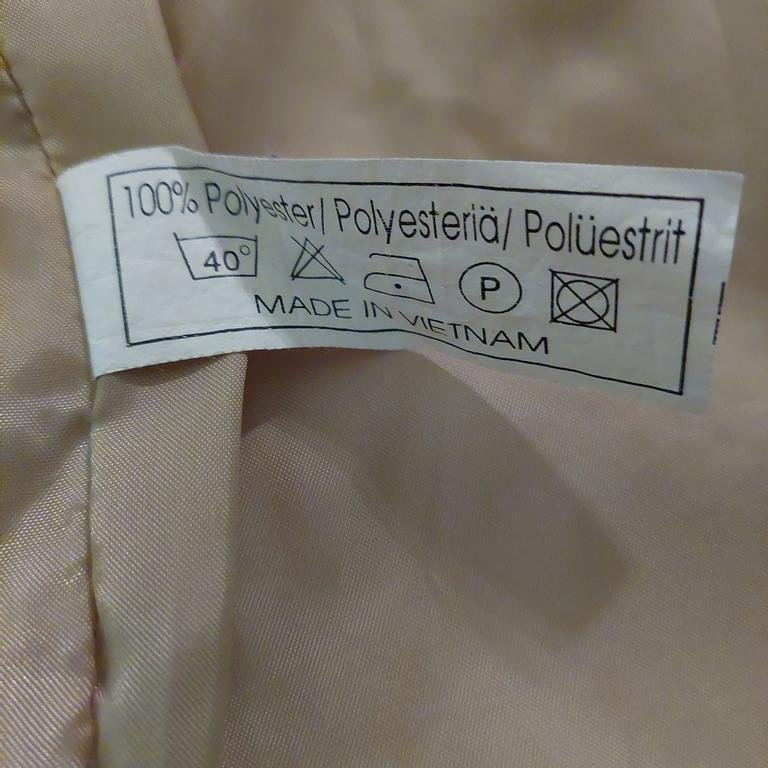 100% Polyester/ Polyesteriä/ Polüestrit
40° P
MADE IN VIETNAM